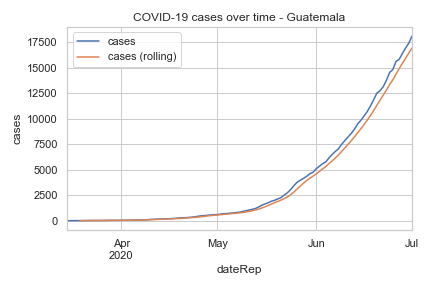 COVID-19 cases over time - Guatemala
cases
cases (rolling)
17500
15000
12500
10000
7500
5000
2500
0
cases
Apr
2020
May
Jun
Jul
dateRep